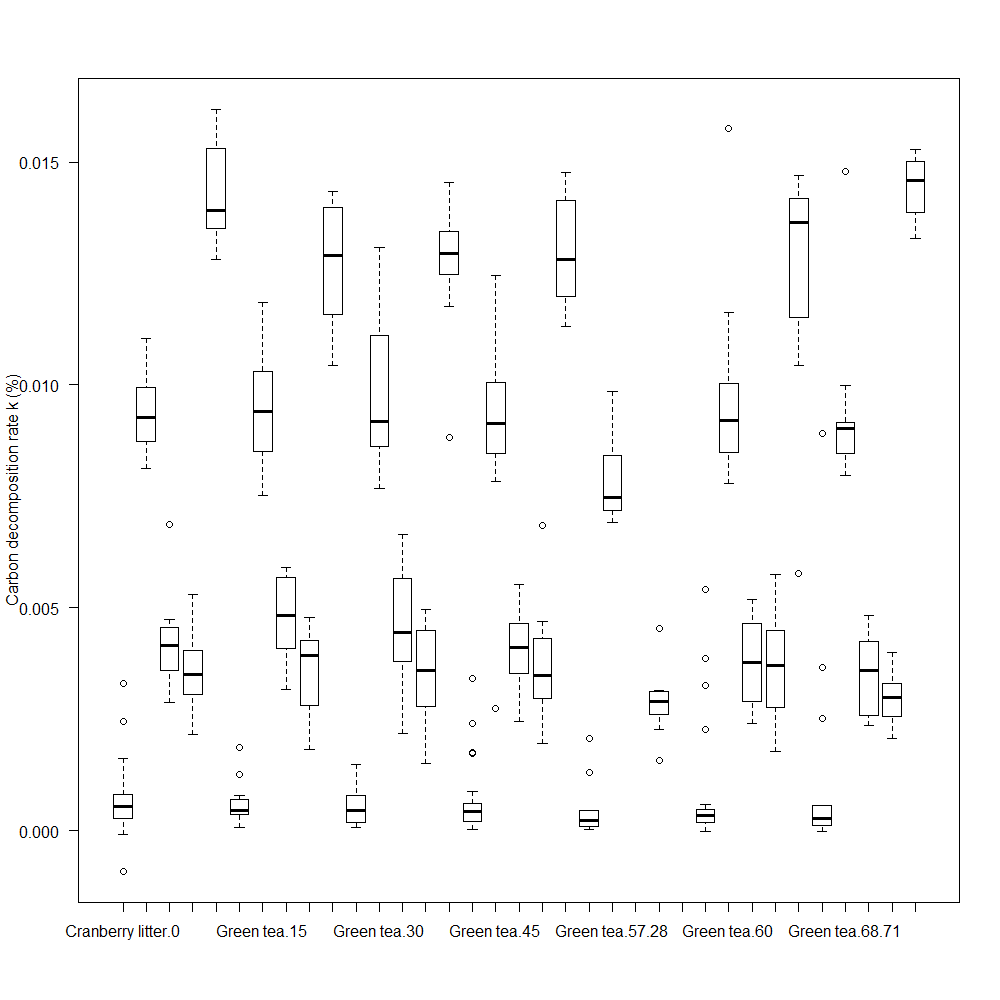 Carbon decomposition rate k (%)
0.015
0.010
0.005
0.000
Cranberry litter.0 Green tea.15 Green tea.30 Green tea.45 Green tea.57.28 Green tea.60 Green tea.68.71